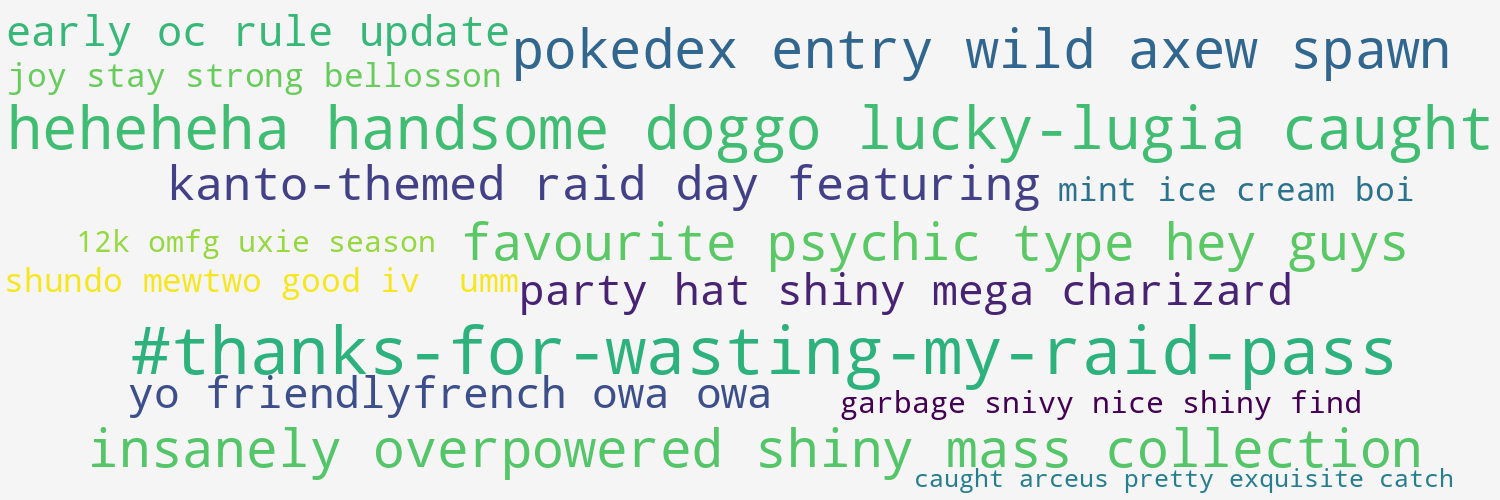 early oc rule update
pokedex entry wild axew spawn
joy stay strong bellosson
heheheha handsome doggo lucky-lugia caught
kanto-themed raid day featuring
mint ice cream boi
12k omfg uxie season
favourite psychic type hey guys
shundo mewtwo good iv  umm
party hat shiny mega charizard
#thanks-for-wasting-my-raid-pass
yo friendlyfrench owa owa
garbage snivy nice shiny find
insanely overpowered shiny mass collection
caught arceus pretty exquisite catch